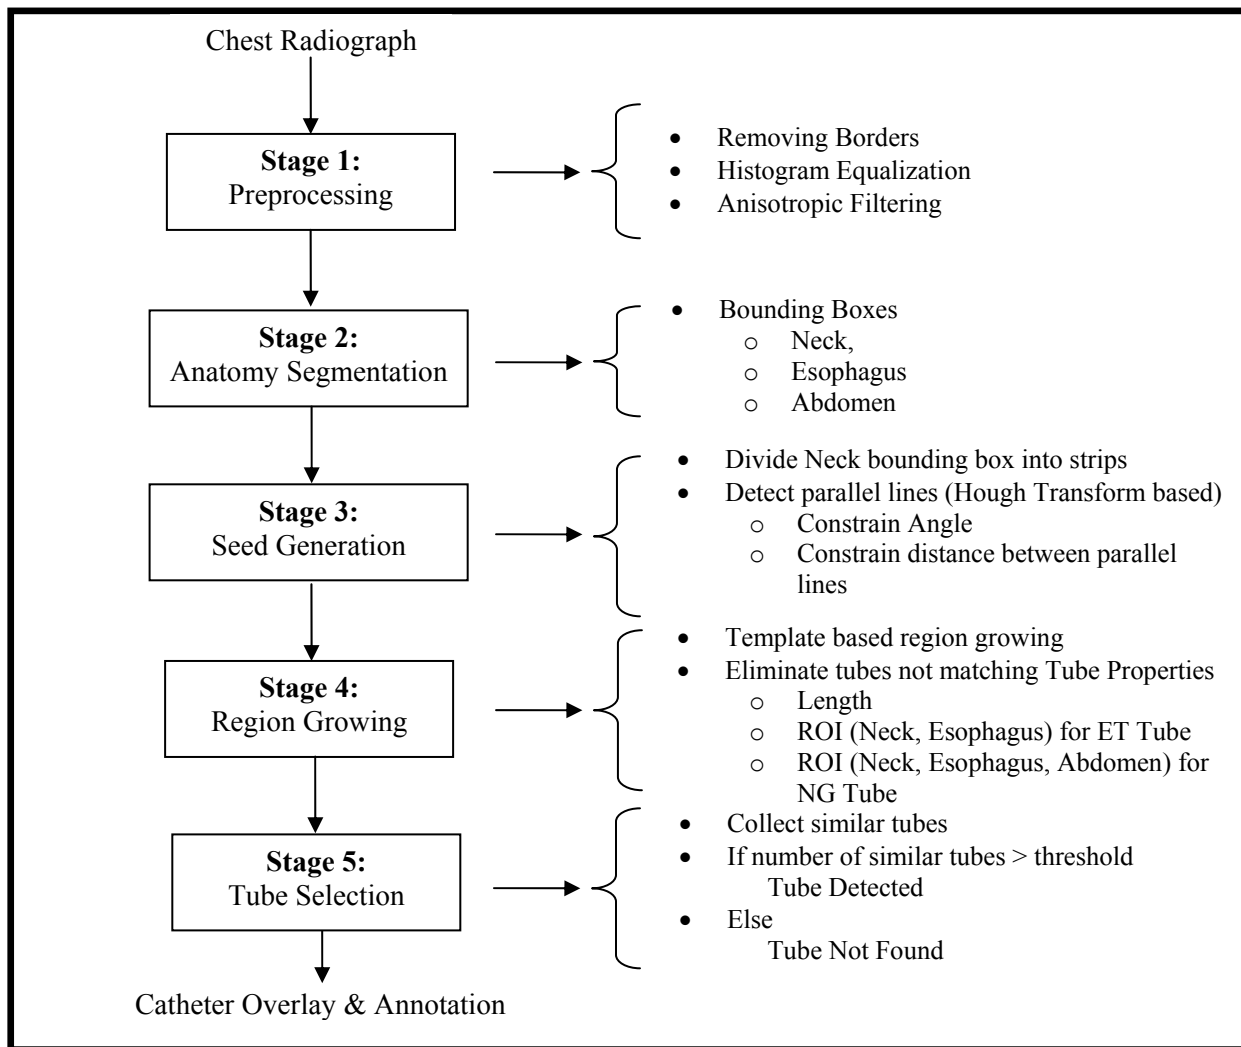 Chest Radiograph
Stage 1:
Preprocessing
• Removing Borders
• Histogram Equalization
• Anisotropic Filtering
Stage 2:
Anatomy Segmentation
• Bounding Boxes
o Neck,
o Esophagus
o Abdomen
Stage 3:
Seed Generation
• Divide Neck bounding box into strips
• Detect parallel lines (Hough Transform based)
o Constrain Angle
o Constrain distance between parallel
lines
Stage 4:
Region Growing
• Template based region growing
• Eliminate tubes not matching Tube Properties
o Length
o ROI (Neck, Esophagus) for ET Tube
o ROI (Neck, Esophagus, Abdomen) for
NG Tube
Stage 5:
Tube Selection
• Collect similar tubes
• If number of similar tubes > threshold
Tube Detected
• Else
Tube Not Found
Catheter Overlay & Annotation